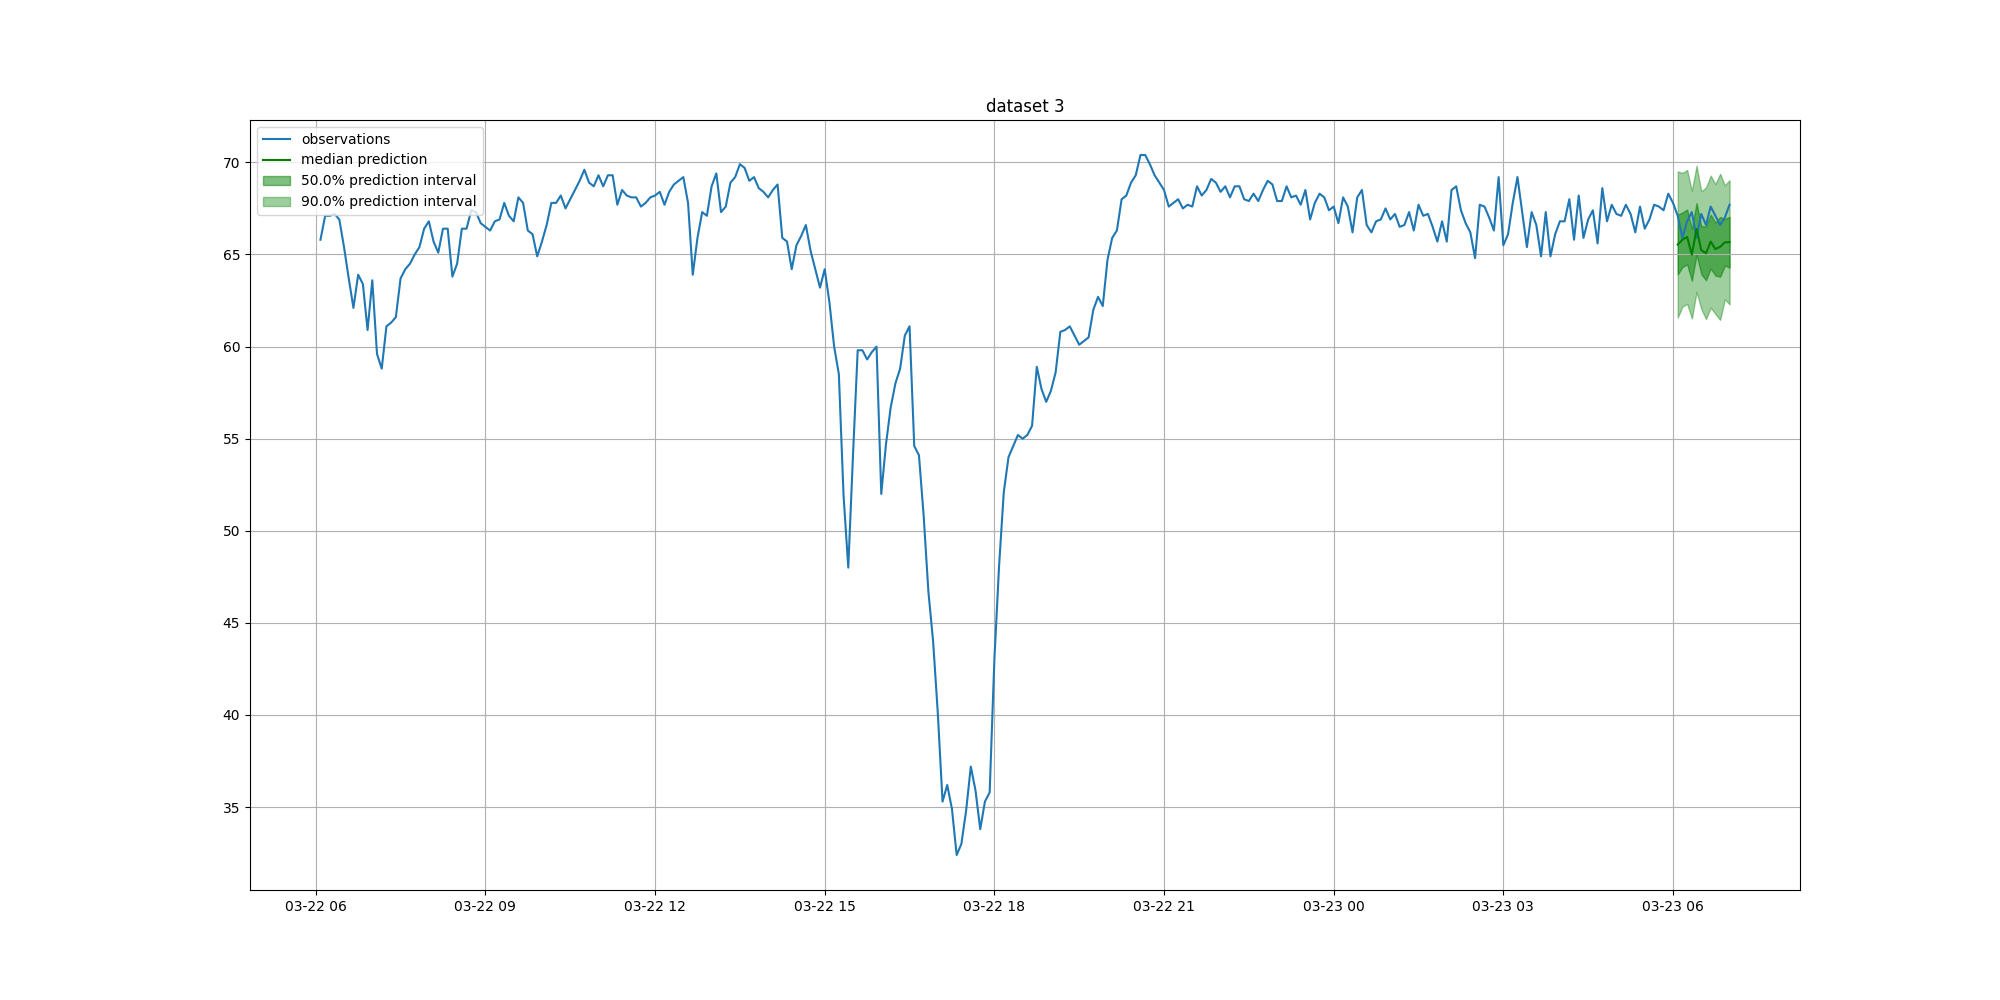 dataset 3
observations
median prediction
50.0% prediction interval
90.0% prediction interval
70
65
60
55
50
45
40
35
03-22 06 03-22 09 03-22 12 03-22 15 03-22 18 03-22 21 03-23 00 03-23 03 03-23 06